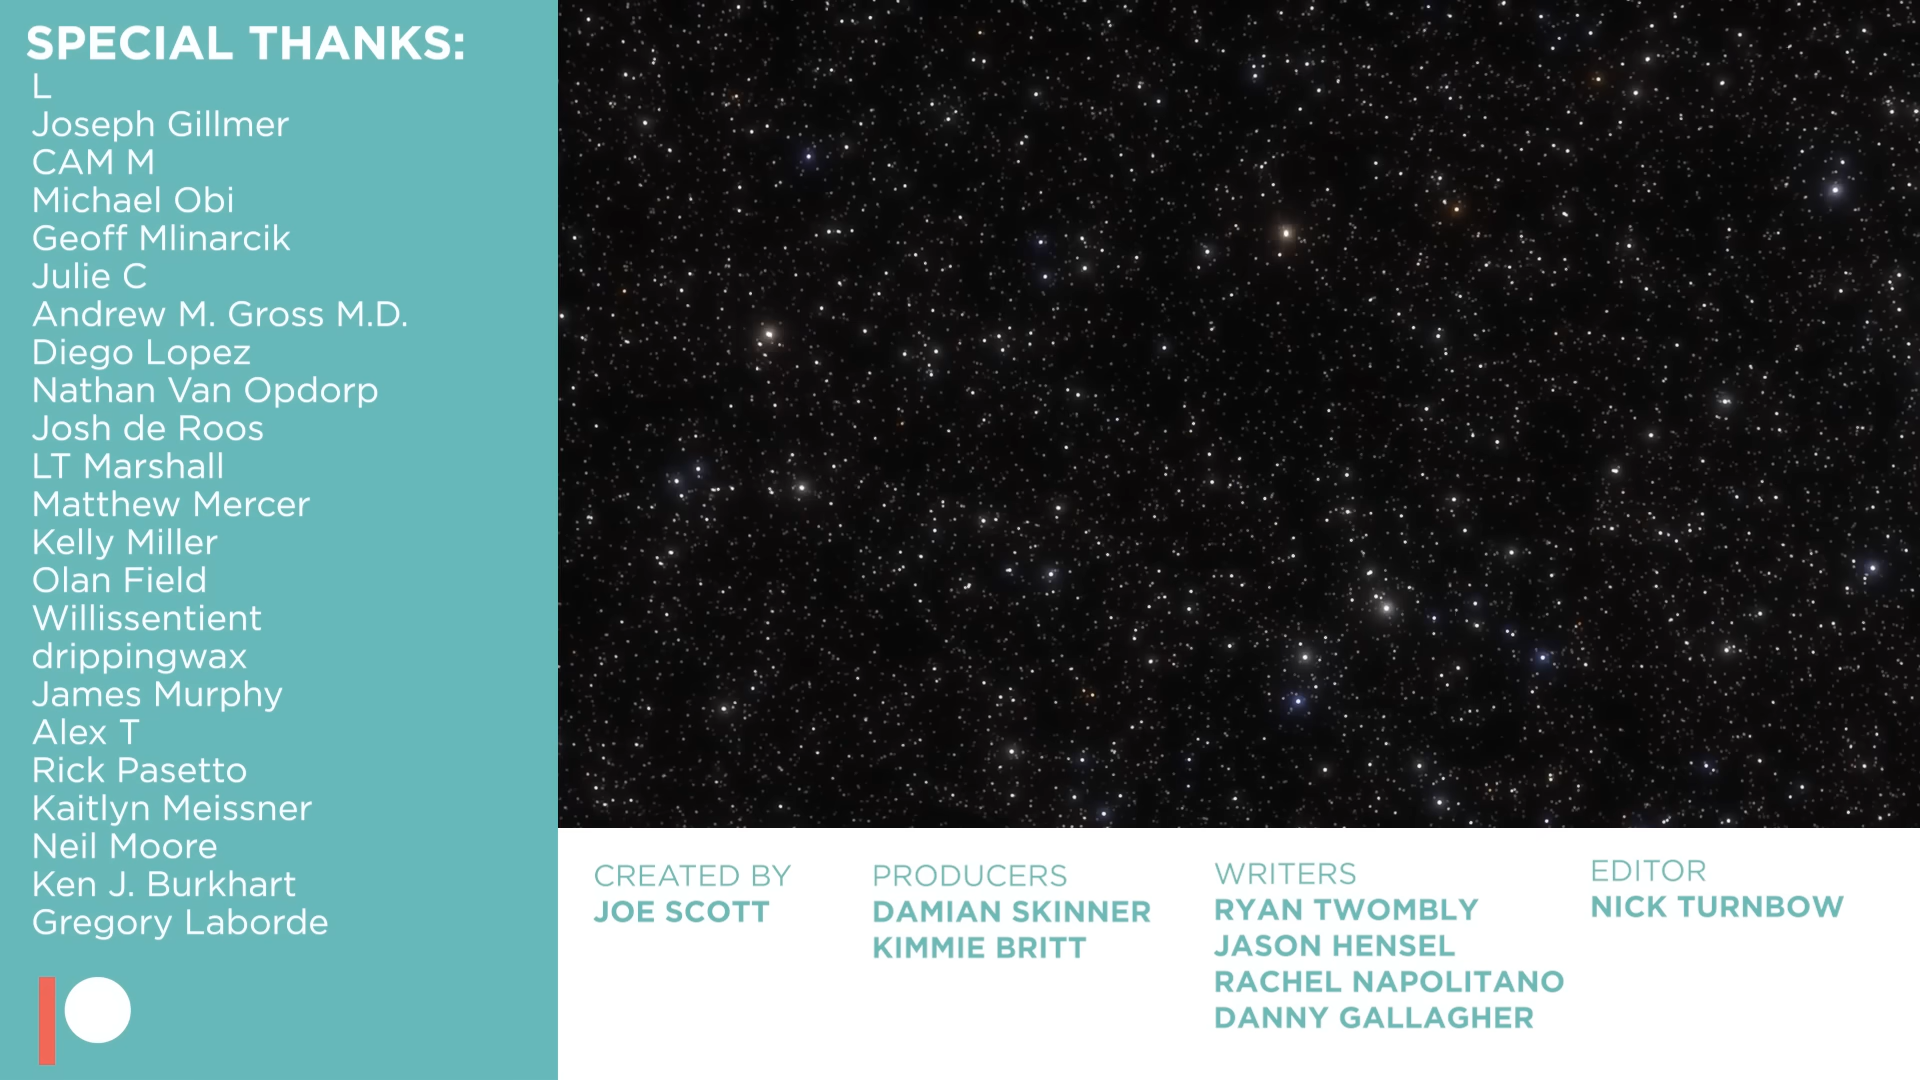 SPECIAL THANKS:
L
Joseph Gillmer
CAM M
Michael Obi
Geoff Mlinarcik
Julie C
Andrew M. Gross M.D.
Diego Lopez
Nathan Van Opdorp
Josh de Roos
LT Marshall
Matthew Mercer
Kelly Miller
Olan Field
Willissentient
drippingwax
James Murphy
Alex T
Rick Pasetto
Kaitlyn Meissner
Neil Moore
Ken J. Burkhart
Gregory Laborde
CREATED BY
JOE SCOTT
PRODUCERS
DAMIAN SKINNER
KIMMIE BRITT
WRITERS
RYAN TWOMBLY
JASON HENSEL
RACHEL NAPOLITANO
DANNY GALLAGHER
EDITOR
NICK TURNBOW